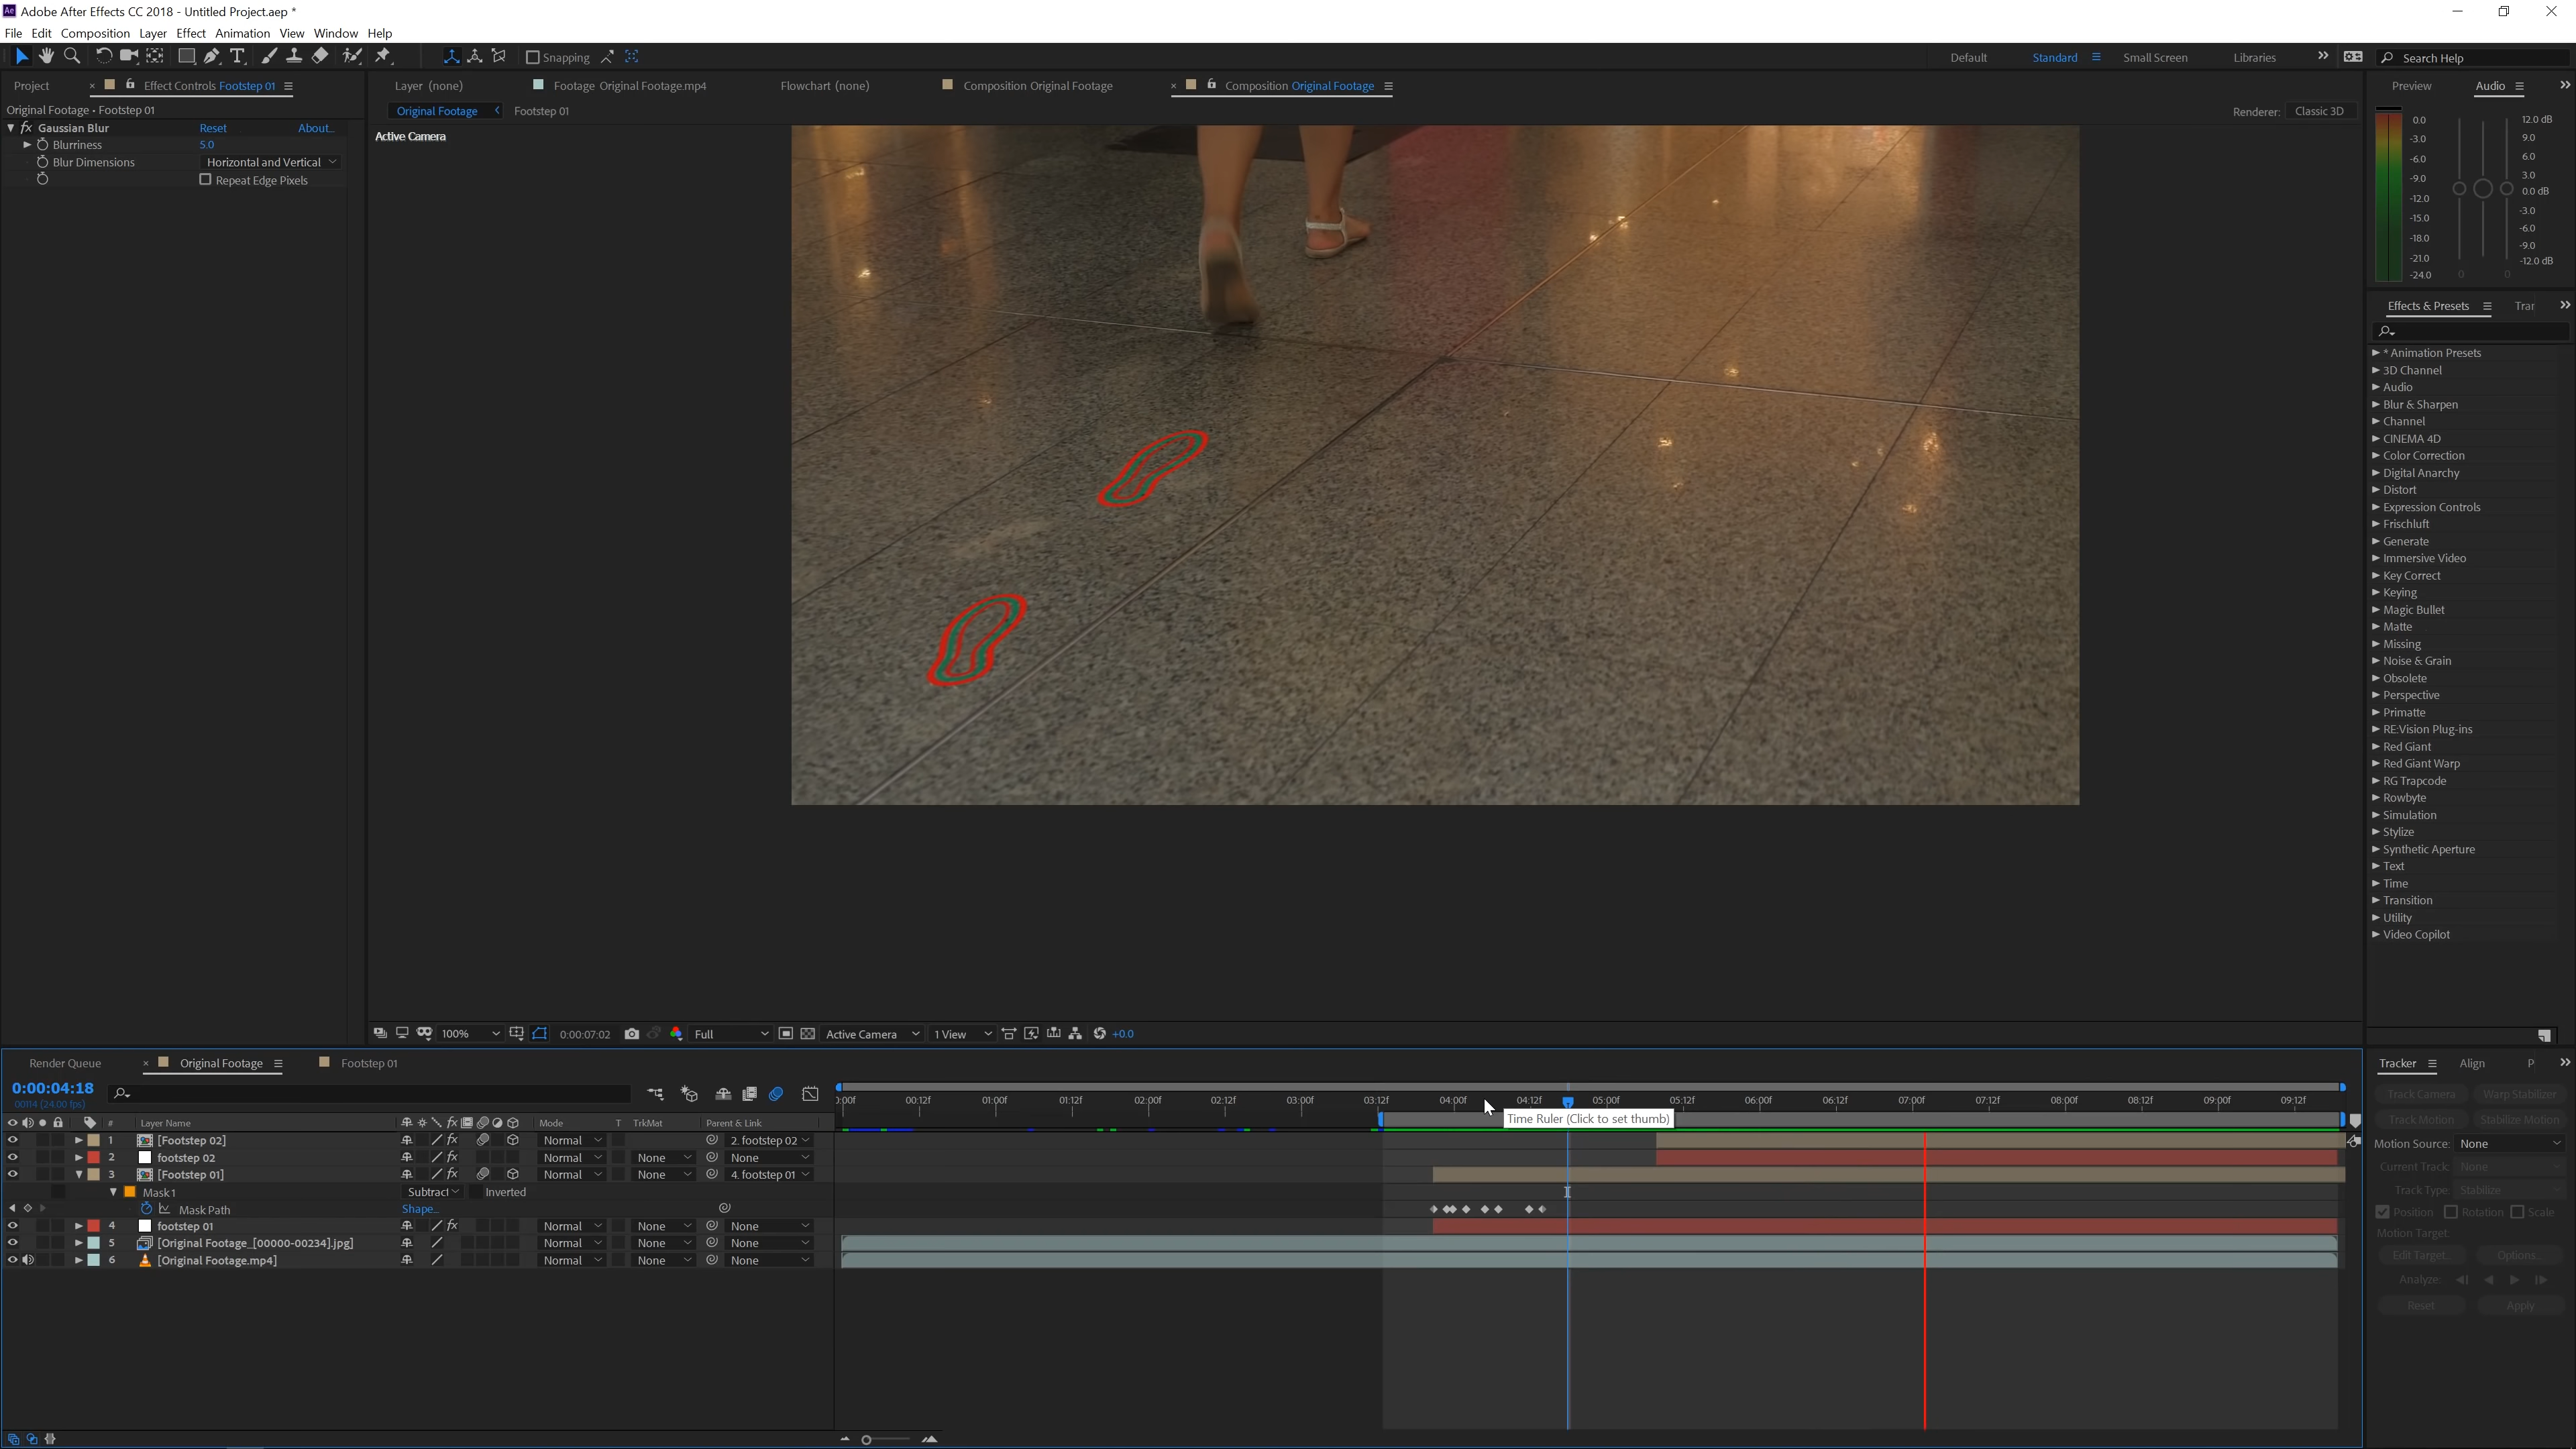 Adobe After Effects CC 2018 - Untitled Project.aep *
File Edit Composition Layer Effect Animation View Window Help
Snapping Default Standard Small Screen Libraries Search Help
Project Effect Controls Footstep 01
Original Footage • Footstep 01
fx Gaussian Blur Reset About...
Blurriness 5.0
Blur Dimensions Horizontal and Vertical
Repeat Edge Pixels
Layer (none) Footage Original Footage.mp4 Flowchart (none) Composition Original Footage Composition Original Footage
Original Footage Footstep 01 Renderer: Classic 3D
Active Camera
Preview Audio
0.0 12.0 dB
-3.0 9.0
-6.0 6.0
-9.0 3.0
-12.0 0.0 dB
-15.0 -3.0
-18.0 -6.0
-21.0 -9.0
-24.0 0 0 -12.0 dB
Effects & Presets Trar
* Animation Presets
3D Channel
Audio
Blur & Sharpen
Channel
CINEMA 4D
Color Correction
Digital Anarchy
Distort
Expression Controls
Frischluft
Generate
Immersive Video
Key Correct
Keying
Magic Bullet
Matte
Missing
Noise & Grain
Obsolete
Perspective
Primatte
RE:Vision Plug-ins
Red Giant
Red Giant Warp
RG Trapcode
Rowbyte
Simulation
Stylize
Synthetic Aperture
Text
Time
Transition
Utility
Video Copilot
100% 0:00:07:02 Full Active Camera 1 View +0.0
Render Queue Original Footage Footstep 01
0:00:04:18
00114 (24.00 fps)
:00f 00:12f 01:00f 01:12f 02:00f 02:12f 03:00f 03:12f 04:00f 04:12f 05:00f 05:12f 06:00f 06:12f 07:00f 07:12f 08:00f 08:12f 09:00f 09:12f
Time Ruler (Click to set thumb)
# Layer Name fx Mode T TrkMat Parent & Link
1 [Footstep 02] fx Normal 2. footstep 02
2 footstep 02 fx Normal None None
3 [Footstep 01] fx Normal 4. footstep 01
Mask 1 Subtract Inverted
Mask Path Shape...
4 footstep 01 fx Normal None None
5 [Original Footage_[00000-00234].jpg] Normal None None
6 [Original Footage.mp4] Normal None None
Tracker Align P
Track Camera Warp Stabilizer
Track Motion Stabilize Motion
Motion Source: None
Current Track: None
Track Type: Stabilize
Position Rotation Scale
Motion Target:
Edit Target... Options...
Analyze:
Reset Apply